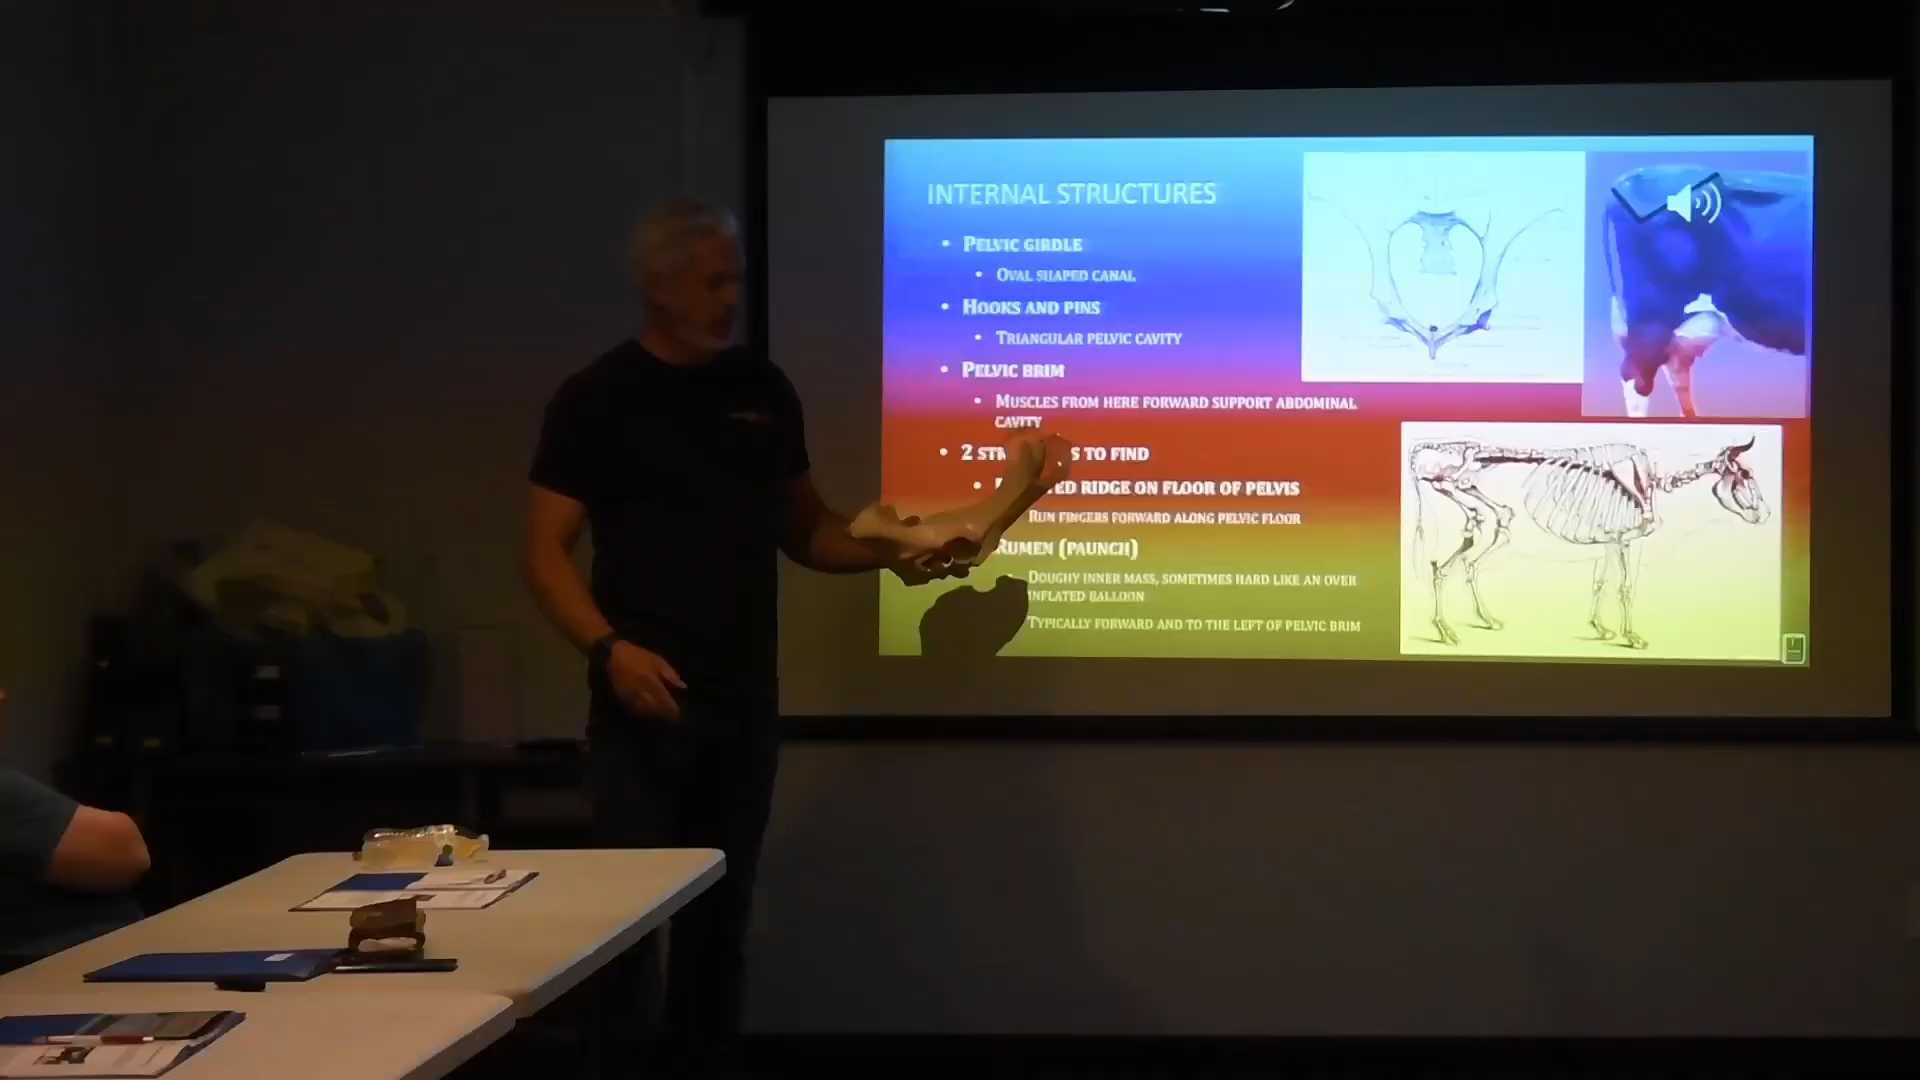 INTERNAL STRUCTURES
• PELVIC GIRDLE
• OVAL SHAPED CANAL
• HOOKS AND PINS
• TRIANGULAR PELVIC CAVITY
• PELVIC BRIM
• MUSCLES FROM HERE FORWARD SUPPORT ABDOMINAL
CAVITY
• 2 TO FIND
• RIDGE ON FLOOR OF PELVIS
RUN FINGERS FORWARD ALONG PELVIC FLOOR
RUMEN (PAUNCH)
DOUGHY INNER MASS, SOMETIMES HARD LIKE AN OVER
INFLATED BALLOON
TYPICALLY FORWARD AND TO THE LEFT OF PELVIC BRIM